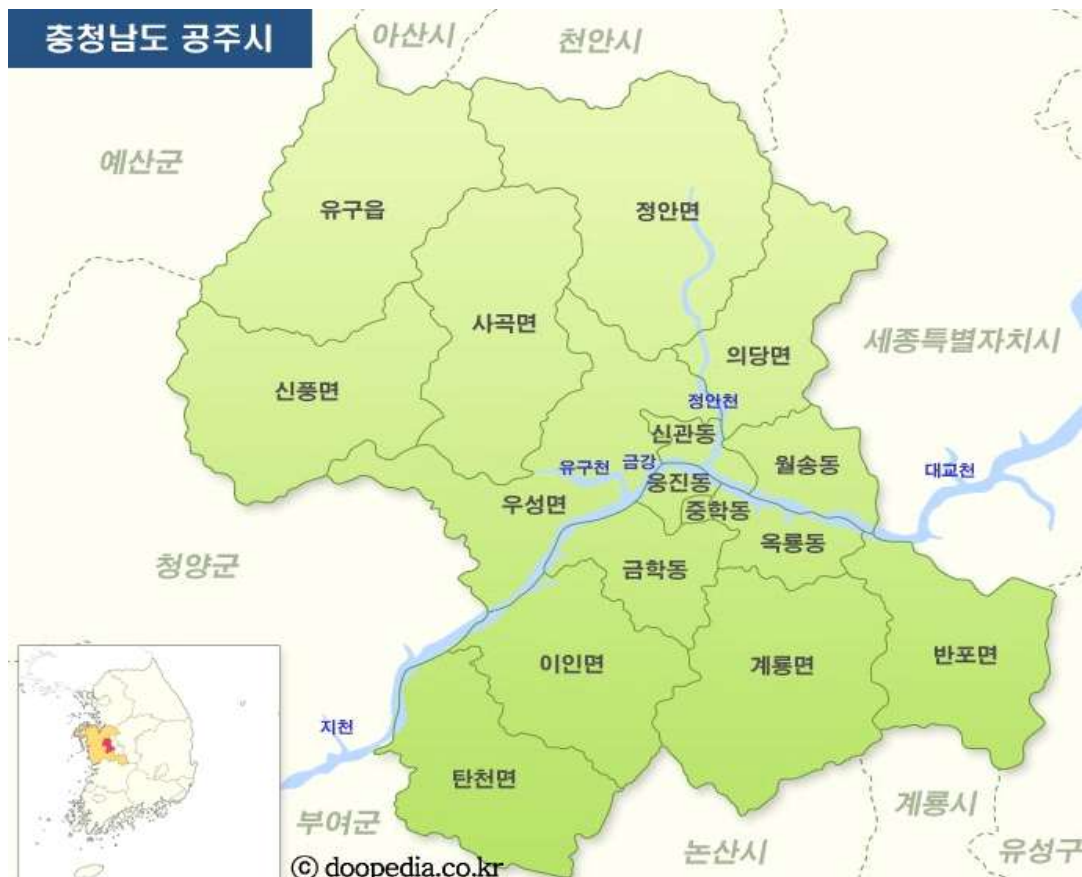 충청남도 공주시
아산시
천안시
예산군
유구읍
정안면
사곡면
세종특별자치시
의당면
신풍면
정안천
신관동
월송동
유구천
금강
대교천
웅진동
우성면
중학동
옥룡동
청양군
금학동
이인면
계룡면
반포면
지천
탄천면
부여군
계룡시
논산시
유성구
© doopedia.co.kr